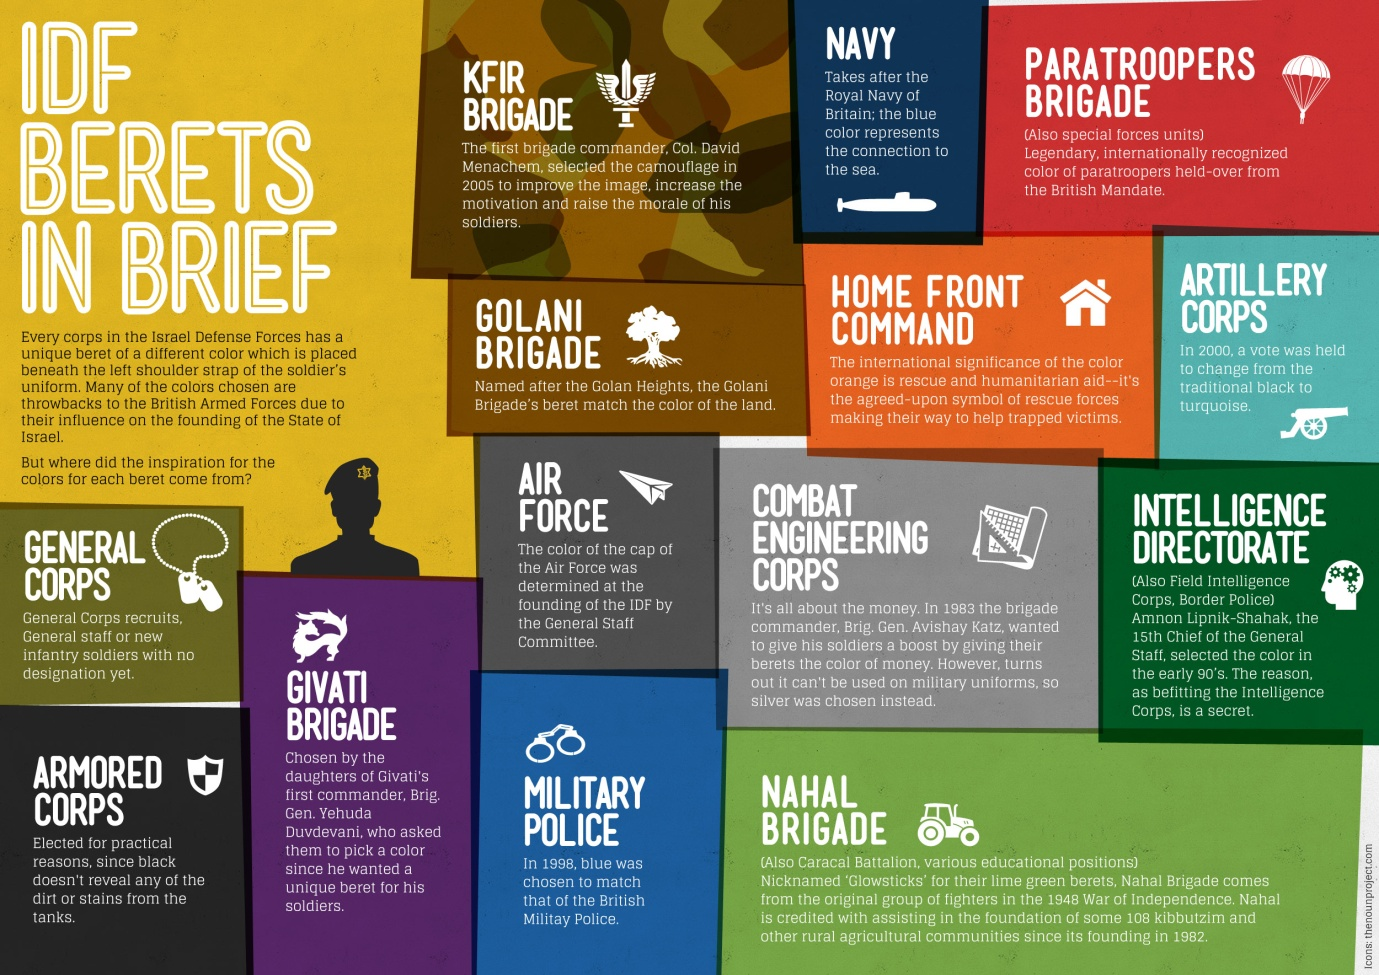 IDF
BERETS
IN BRIEF
Every corps in the Israel Defense Forces has a
unique beret of a different color which is placed
beneath the left shoulder strap of the soldier's
uniform. Many of the colors chosen are
throwbacks to the British Armed Forces due to
their influence on the founding of the State of
Israel.
But where did the inspiration for the
colors for each beret come from?
KFIR
BRIGADE
The first brigade commander, Col. David
Menachem, selected the camouflage in
2005 to improve the image, increase the
motivation and raise the morale of his
soldiers.
NAVY
Takes after the
Royal Navy of
Britain; the blue
color represents
the connection to
the sea.
PARATROOPERS
BRIGADE
(Also special forces units)
Legendary, internationally recognized
color of paratroopers held-over from
the British Mandate.
GOLANI
BRIGADE
Named after the Golan Heights, the Golani
Brigade's beret match the color of the land.
HOME FRONT
COMMAND
The international significance of the color
orange is rescue and humanitarian aid--it's
the agreed-upon symbol of rescue forces
making their way to help trapped victims.
ARTILLERY
CORPS
In 2000, a vote was held
to change from the
traditional black to
turquoise.
GENERAL
CORPS
General Corps recruits,
General staff or new
infantry soldiers with no
designation yet.
AIR
FORCE
The color of the cap of
the Air Force was
determined at the
founding of the IDF by
the General Staff
Committee.
COMBAT
ENGINEERING
CORPS
It's all about the money. In 1983 the brigade
commander, Brig. Gen. Avishay Katz, wanted
to give his soldiers a boost by giving their
berets the color of money. However, turns
out it can't be used on military uniforms, so
silver was chosen instead.
INTELLIGENCE
DIRECTORATE
(Also Field Intelligence
Corps, Border Police)
Amnon Lipnik-Shahak, the
15th Chief of the General
Staff, selected the color in
the early 90's. The reason,
as befitting the Intelligence
Corps, is a secret.
ARMORED
CORPS
Elected for practical
reasons, since black
doesn't reveal any of the
dirt or stains from the
tanks.
GIVATI
BRIGADE
Chosen by the
daughters of Givati's
first commander, Brig.
Gen. Yehuda
Duvdevani, who asked
them to pick a color
since he wanted a
unique beret for his
soldiers.
MILITARY
POLICE
In 1998, blue was
chosen to match
that of the British
Militay Police.
NAHAL
BRIGADE
(Also Caracal Battalion, various educational positions)
Nicknamed 'Glowsticks' for their lime green berets, Nahal Brigade comes
from the original group of fighters in the 1948 War of Independence. Nahal
is credited with assisting in the foundation of some 108 kibbutzim and
other rural agricultural communities since its founding in 1982.
Icons: thenounproject.com